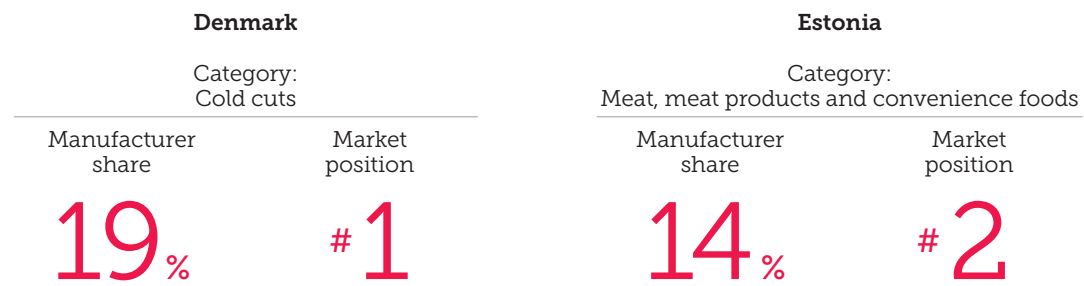 Denmark
Category:
Cold cuts
Manufacturer
share
19%
Market
position
#1
Estonia
Category:
Meat, meat products and convenience foods
Manufacturer
share
14%
Market
position
#2